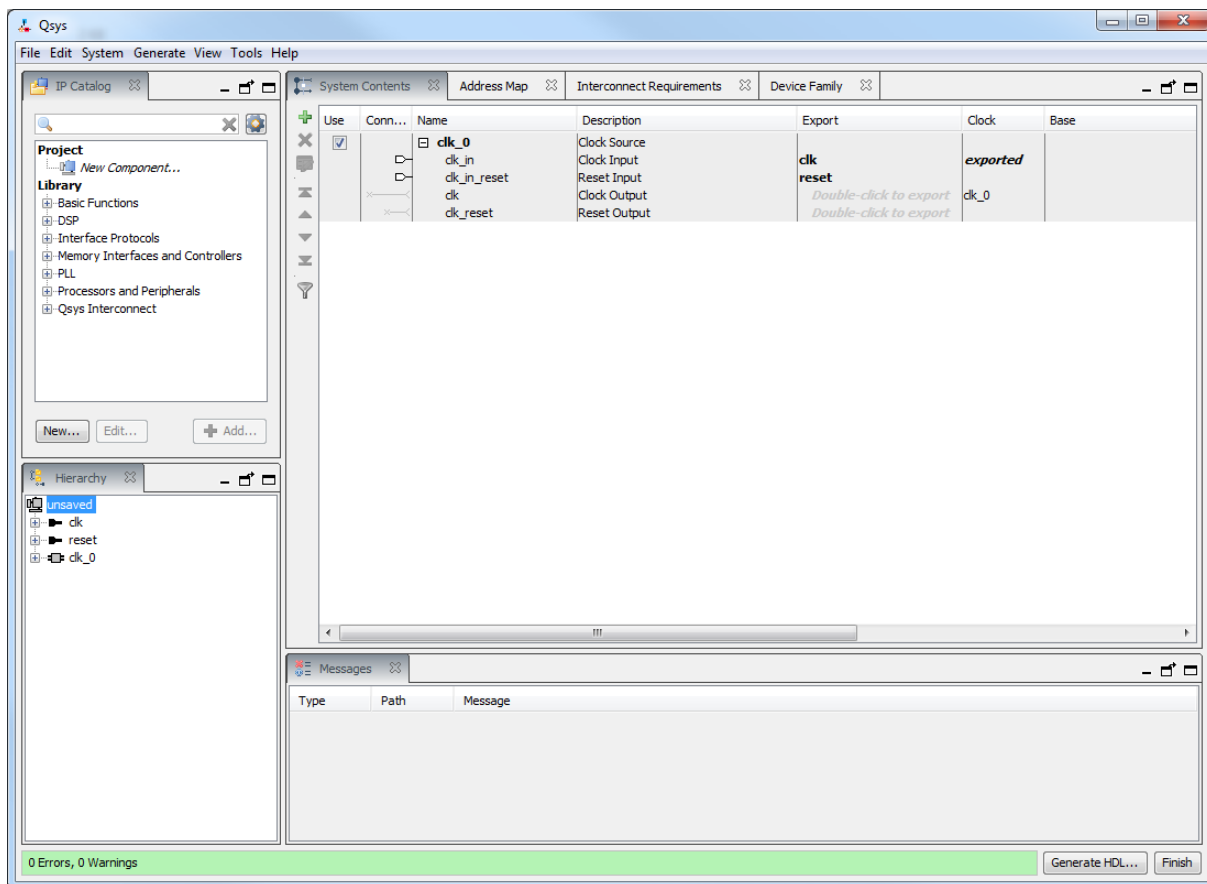 Qsys
File Edit System Generate View Tools Help
IP Catalog
Project
New Component...
Library
Basic Functions
DSP
Interface Protocols
Memory Interfaces and Controllers
PLL
Processors and Peripherals
Qsys Interconnect
New... Edit... Add...
Hierarchy
unsaved
clk
reset
clk_0
System Contents Address Map Interconnect Requirements Device Family
Use Conn... Name Description Export Clock Base
clk_0 Clock Source
clk_in Clock Input clk exported
clk_in_reset Reset Input reset
clk Clock Output Double-click to export clk_0
clk_reset Reset Output Double-click to export
Messages
Type Path Message
0 Errors, 0 Warnings
Generate HDL... Finish